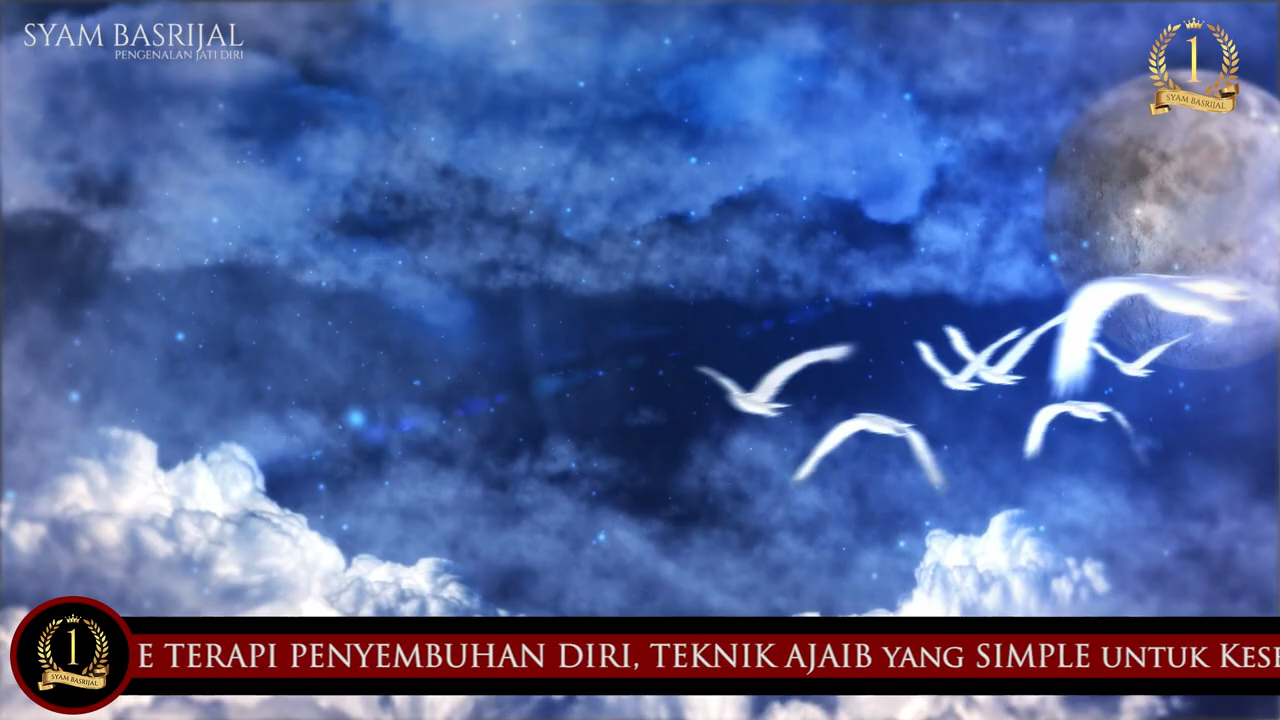 SYAM BASRIJAL
PENGENALAN JATI DIRI
1
SYAM BASRIJAL
1
SYAM BASRIJAL
E TERAPI PENYEMBUHAN DIRI, TEKNIK AJAIB YANG SIMPLE UNTUK KESE